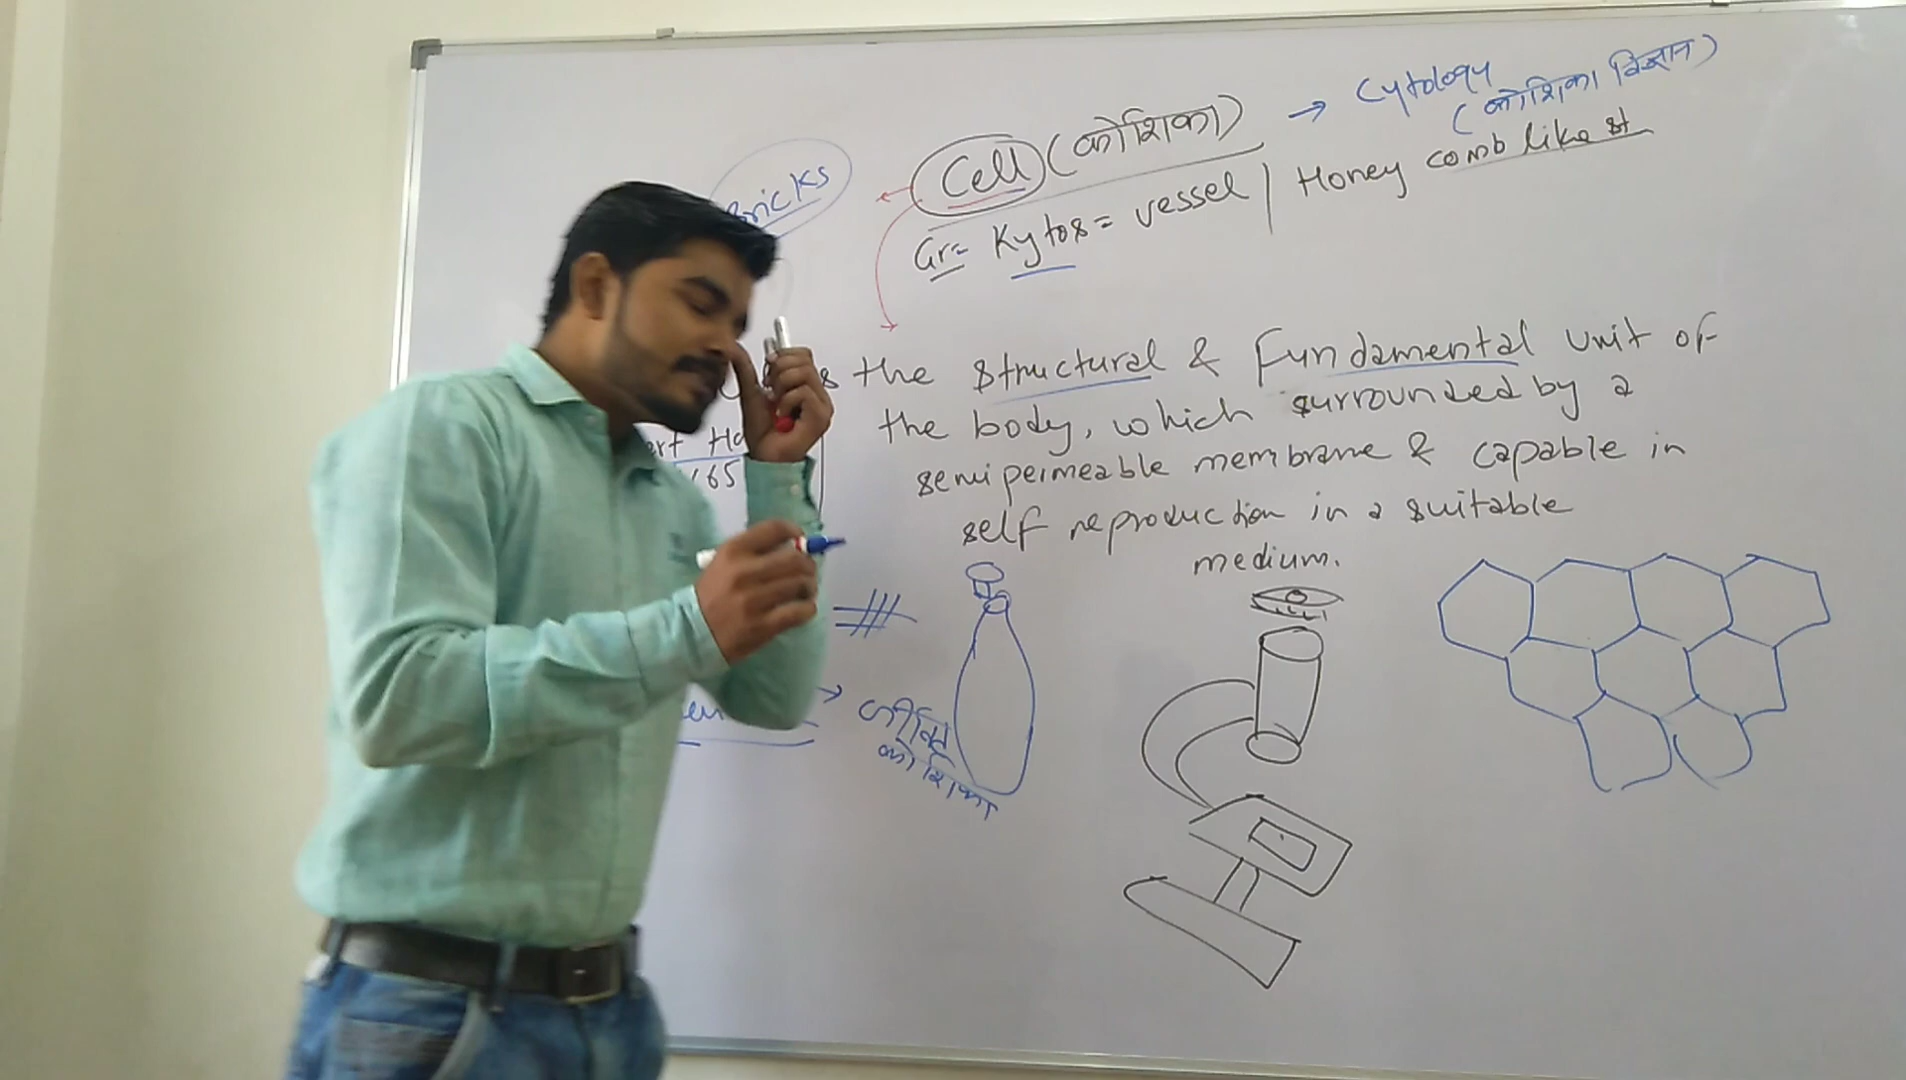 Cytology
(कोशिका विज्ञान)
Cell (कोशिका) →
Bricks
Gr= Kytos = vessel | Honey comb like st
the structural & Fundamental unit of
the body, which surrounded by a
semipermeable membrane & capable in
self reproduction in a suitable
medium.
कोशिका